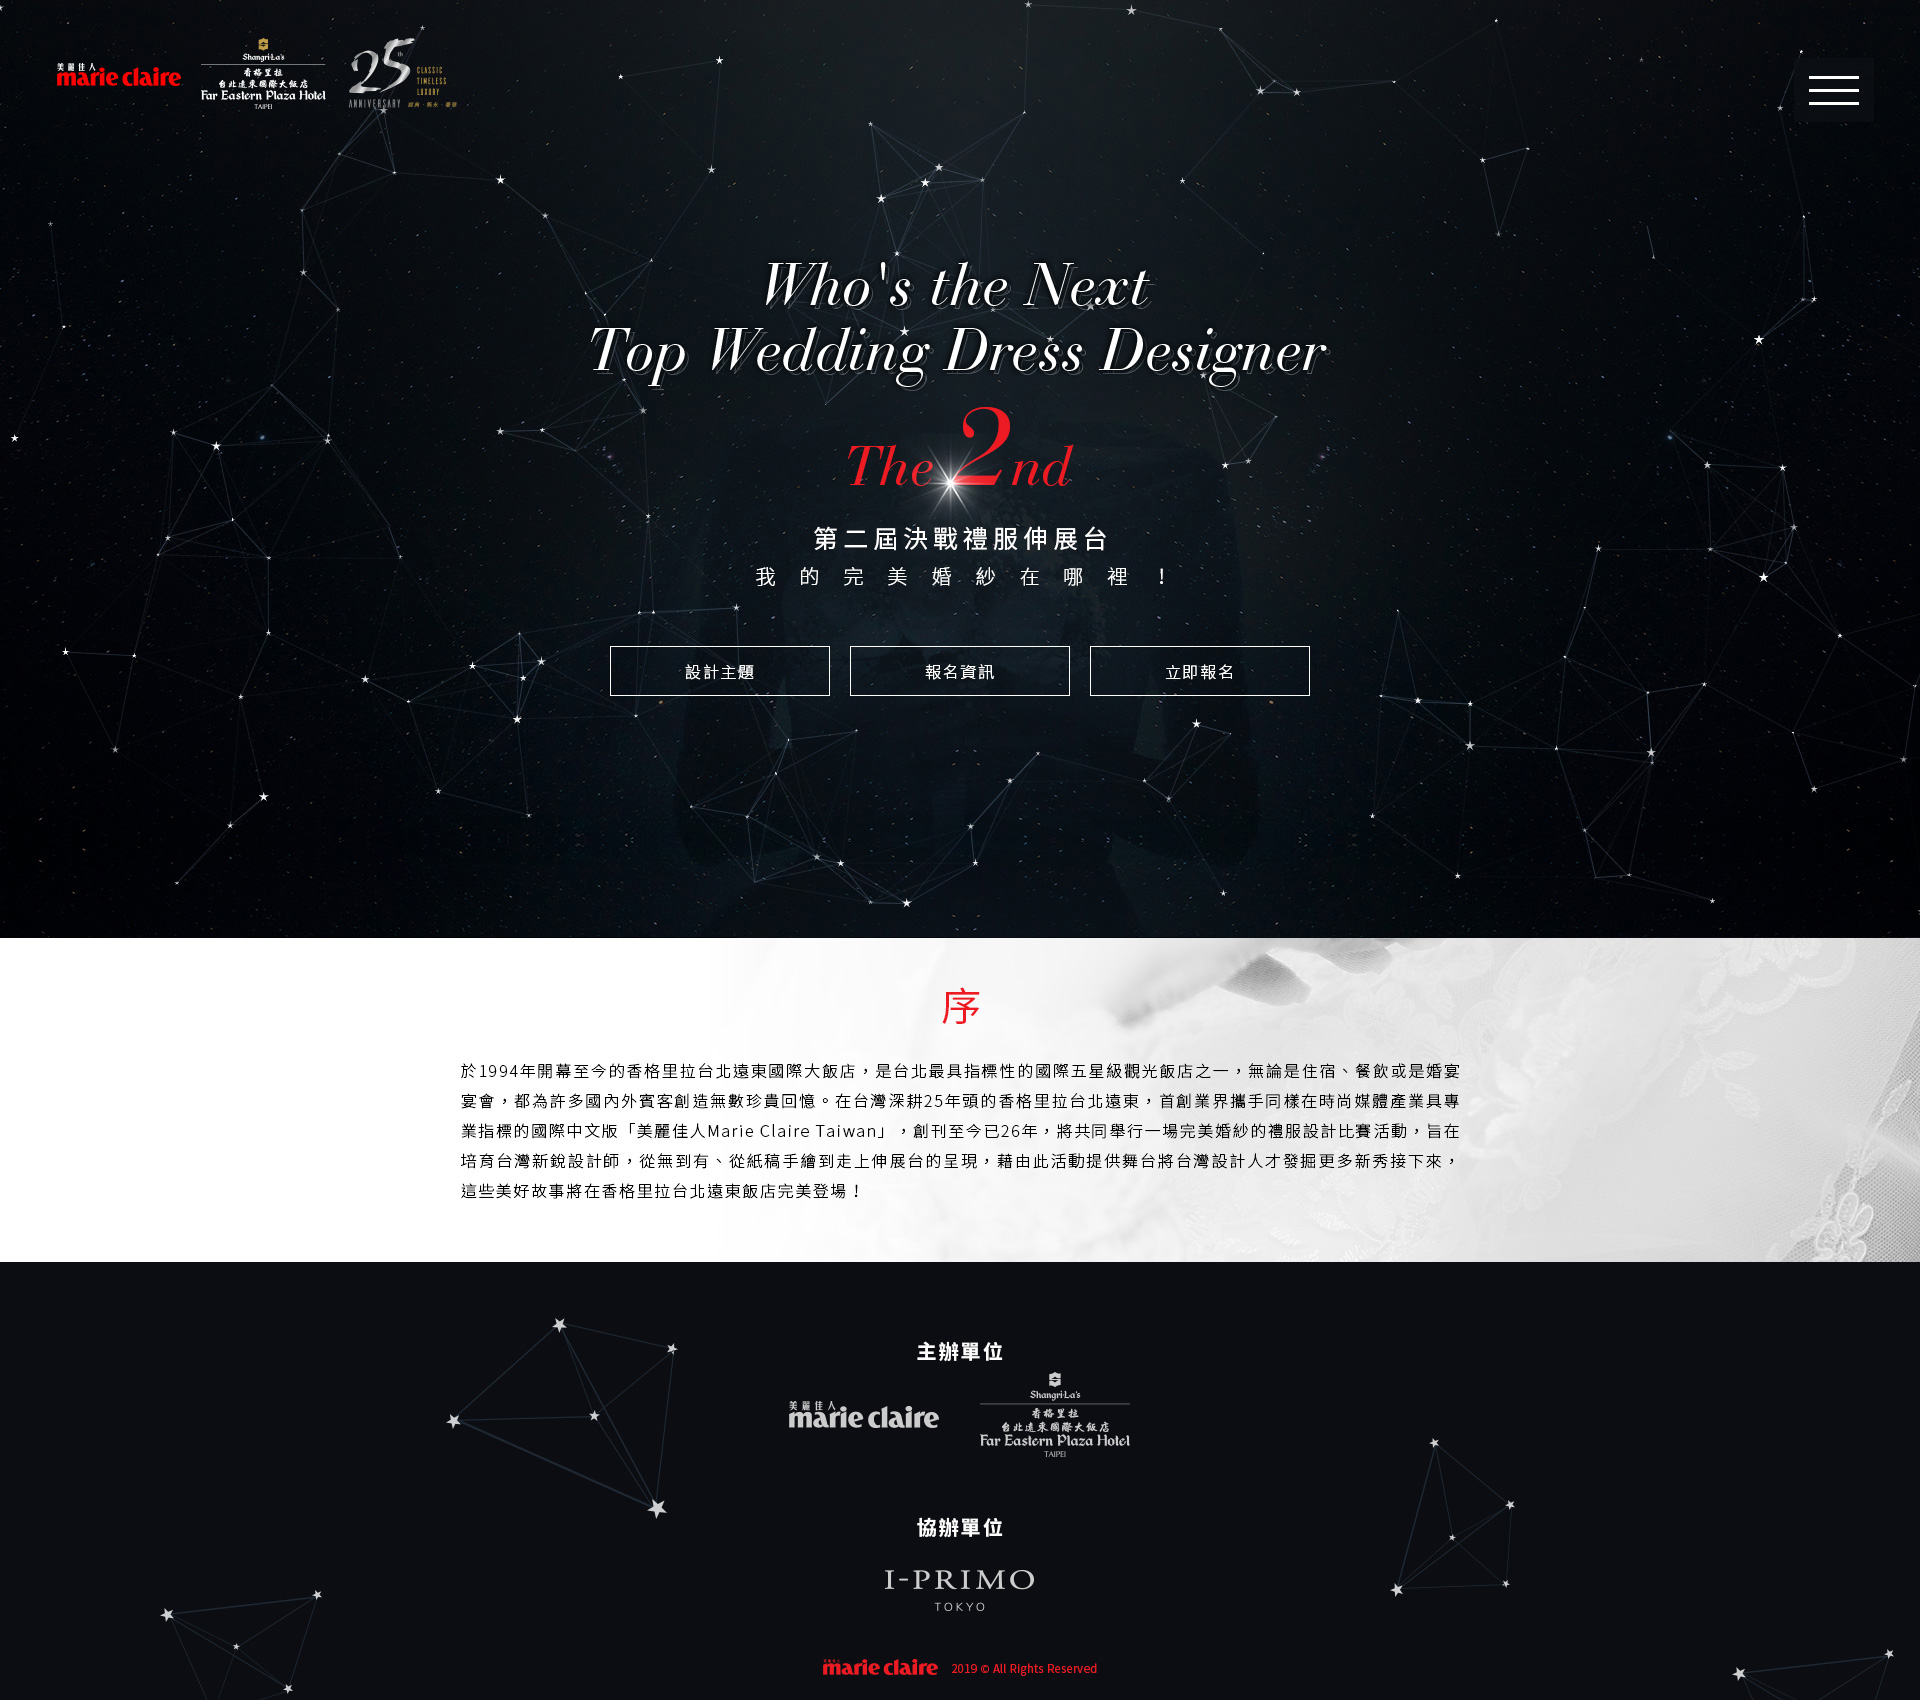 美麗佳人
marie claire
Shangri-La's
香格里拉
台北遠東國際大飯店
Far Eastern Plaza Hotel
TAIPEI
25th
CLASSIC
TIMELESS
LUXURY
ANNIVERSARY 經典·雋永·奢華
Who's the Next
Top Wedding Dress Designer
The 2nd
第二屆決戰禮服伸展台
我的完美婚紗在哪裡！
設計主題
報名資訊
立即報名
序
於1994年開幕至今的香格里拉台北遠東國際大飯店，是台北最具指標性的國際五星級觀光飯店之一，無論是住宿、餐飲或是婚宴
宴會，都為許多國內外賓客創造無數珍貴回憶。在台灣深耕25年頭的香格里拉台北遠東，首創業界攜手同樣在時尚媒體產業具專
業指標的國際中文版「美麗佳人Marie Claire Taiwan」，創刊至今已26年，將共同舉行一場完美婚紗的禮服設計比賽活動，旨在
培育台灣新銳設計師，從無到有、從紙稿手繪到走上伸展台的呈現，藉由此活動提供舞台將台灣設計人才發掘更多新秀接下來，
這些美好故事將在香格里拉台北遠東飯店完美登場！
主辦單位
美麗佳人
marie claire
Shangri-La's
香格里拉
台北遠東國際大飯店
Far Eastern Plaza Hotel
TAIPEI
協辦單位
I-PRIMO
TOKYO
marie claire
2019 © All Rights Reserved